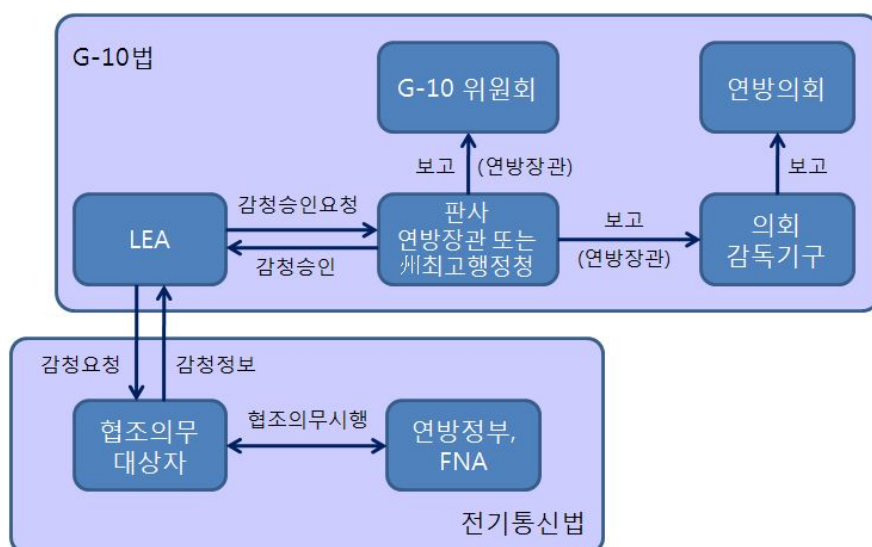 G-10법
G-10 위원회
연방의회
보고
(연방장관)
보고
LEA
감청승인요청
감청승인
판사
연방장관 또는
州최고행정청
보고
(연방장관)
의회
감독기구
감청요청
감청정보
협조의무
대상자
협조의무시행
연방정부,
FNA
전기통신법